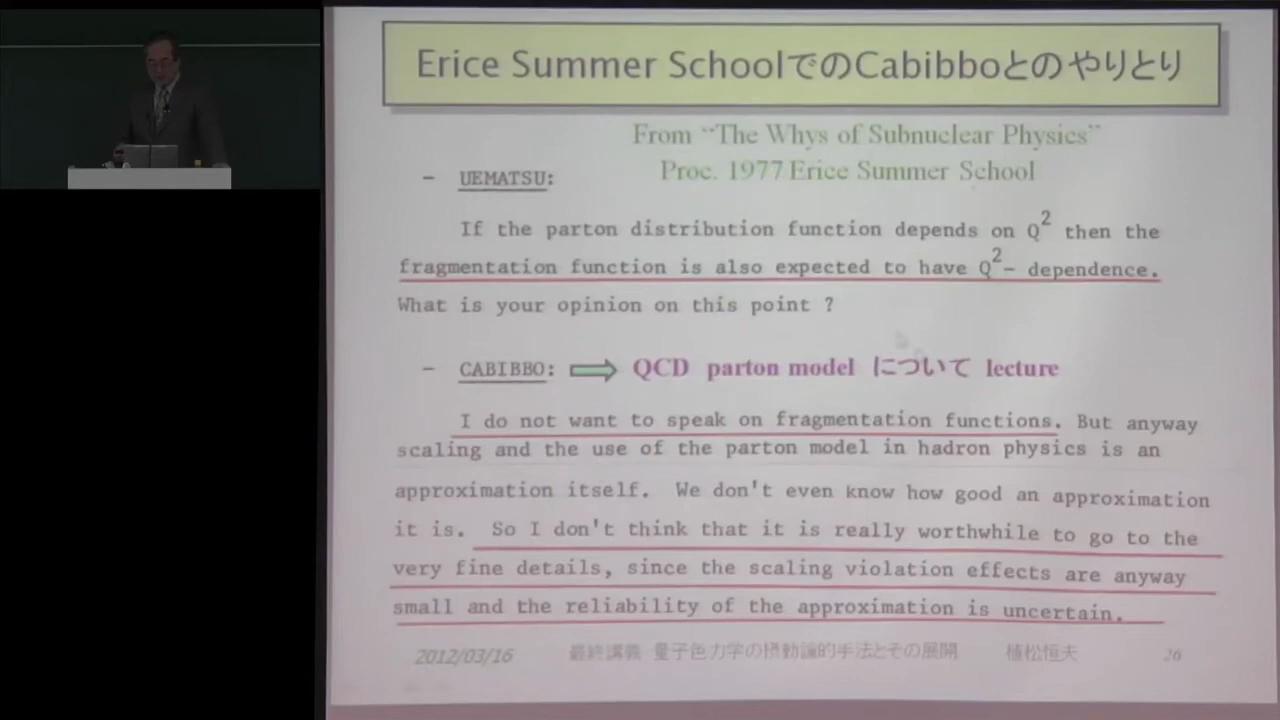 Erice Summer SchoolでのCabibboとのやりとり
From “The Whys of Subnuclear Physics”
Proc. 1977 Erice Summer School
- UEMATSU:
If the parton distribution function depends on Q2 then the
fragmentation function is also expected to have Q2- dependence.
What is your opinion on this point ?
- CABIBBO: ⇒ QCD parton model について lecture
I do not want to speak on fragmentation functions. But anyway
scaling and the use of the parton model in hadron physics is an
approximation itself. We don't even know how good an approximation
it is. So I don't think that it is really worthwhile to go to the
very fine details, since the scaling violation effects are anyway
small and the reliability of the approximation is uncertain.
2012/03/16 最終講義 量子色力学の摂動論的手法とその展開 植松恒夫 26